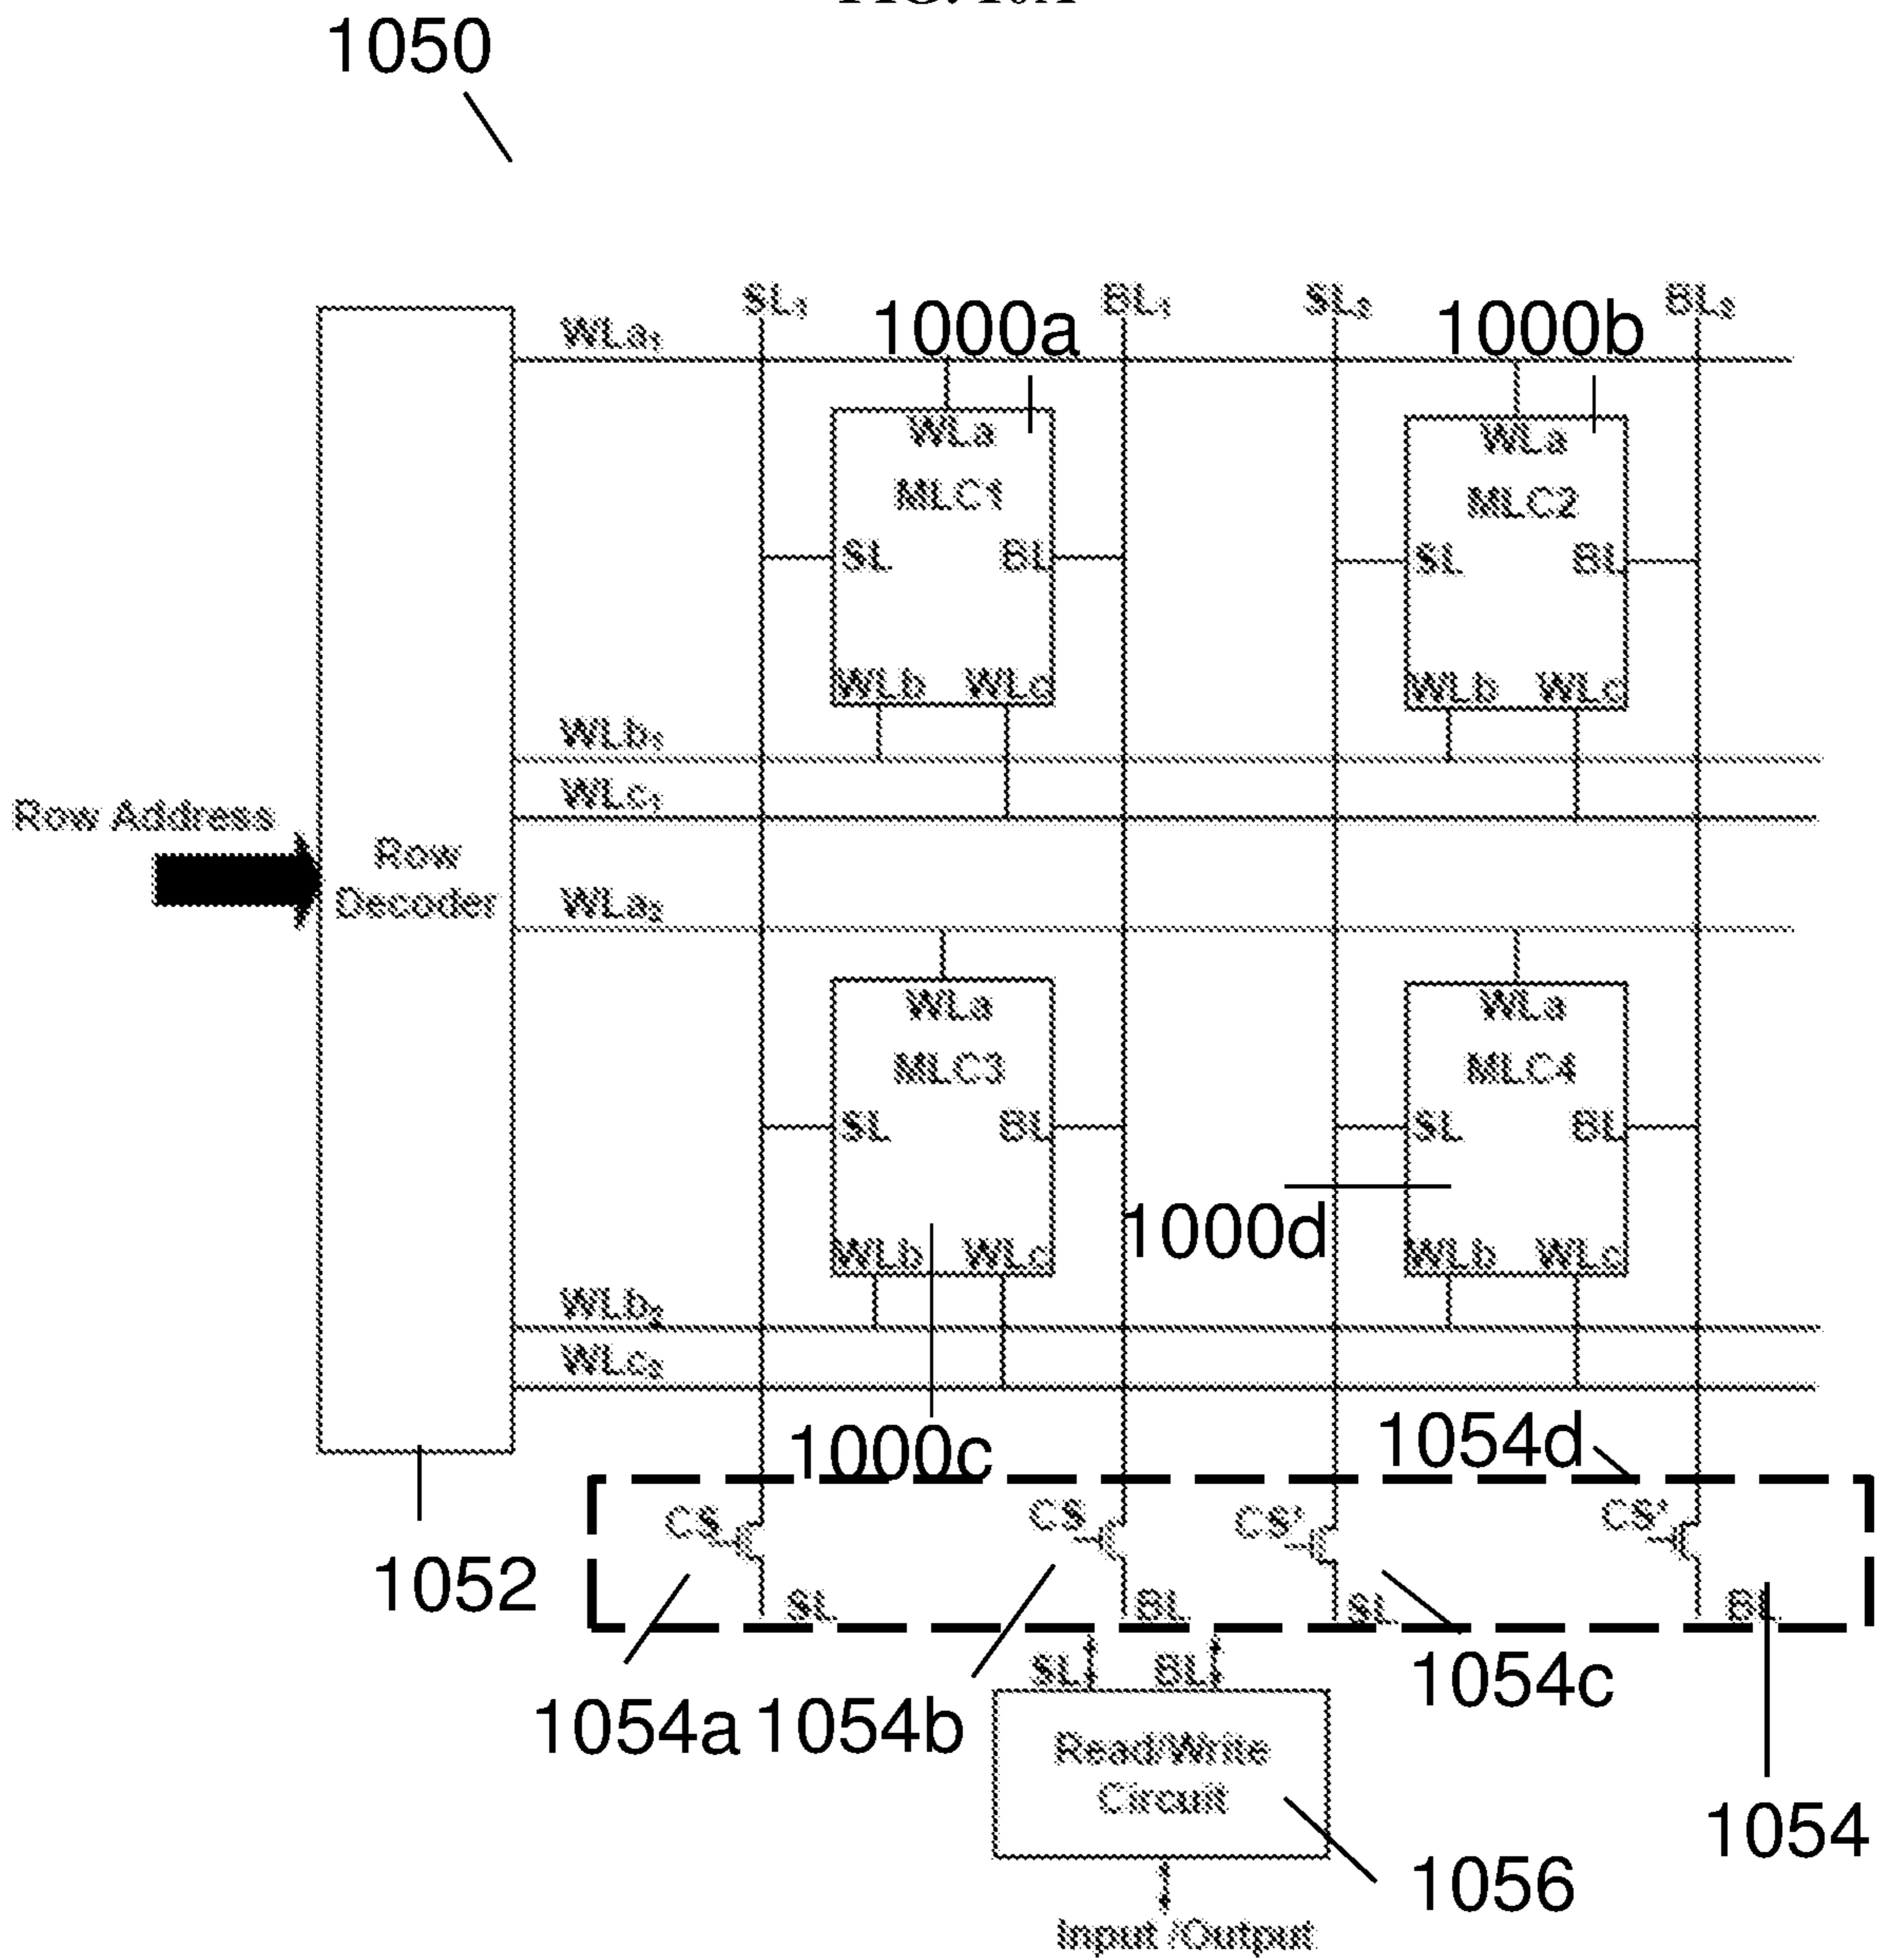 1050
SL₁ 1000a BL₁ SL₂ 1000b BL₂
WLa₁
WLa WLa
MLC1 MLC2
SL BL SL BL
WLb WLc WLb WLc
WLb₁
WLc₁
Row Address
Row
Decoder
WLa₂
WLa WLa
MLC3 MLC4
SL BL SL BL
1000d
WLb WLc WLb WLc
WLb₂
WLc₂
1000c 1054d
CS CS CS' CS'
1052
SL BL SL BL
SL BL
1054a 1054b 1054c
Read/Write
Circuit
1054
1056
Input /Output